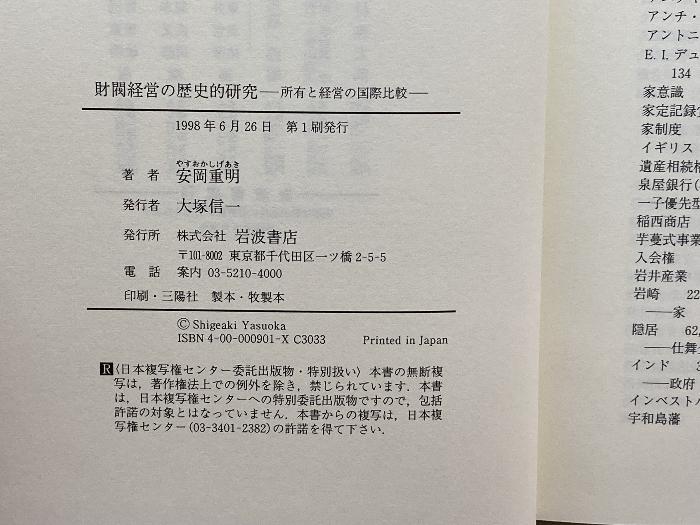 財閥経営の歴史的研究―所有と経営の国際比較―
1998年6月26日　第1刷発行
やすおかしげあき
著　者　安岡重明
発行者　大塚信一
発行所　株式会社 岩波書店
〒101-8002 東京都千代田区一ツ橋2-5-5
電　話　案内 03-5210-4000
印刷・三陽社　製本・牧製本
© Shigeaki Yasuoka
ISBN 4-00-000901-X C3033　Printed in Japan
R〈日本複写権センター委託出版物・特別扱い〉本書の無断複
写は，著作権法上での例外を除き，禁じられています．本書
は，日本複写権センターへの特別委託出版物ですので，包括
許諾の対象とはなっていません．本書からの複写は，日本複
写権センター(03-3401-2382)の許諾を得て下さい．
アンチ・
アントニ
E. I. デュ
134
家意識
家定記録
家制度
イギリス
遺産相続
泉屋銀行(
一子優先型
稲西商店
芋蔓式事業
入会権
岩井産業
岩崎　22
――家
隠居　62,
――仕舞
インド　3
――政府
インベスト
宇和島藩